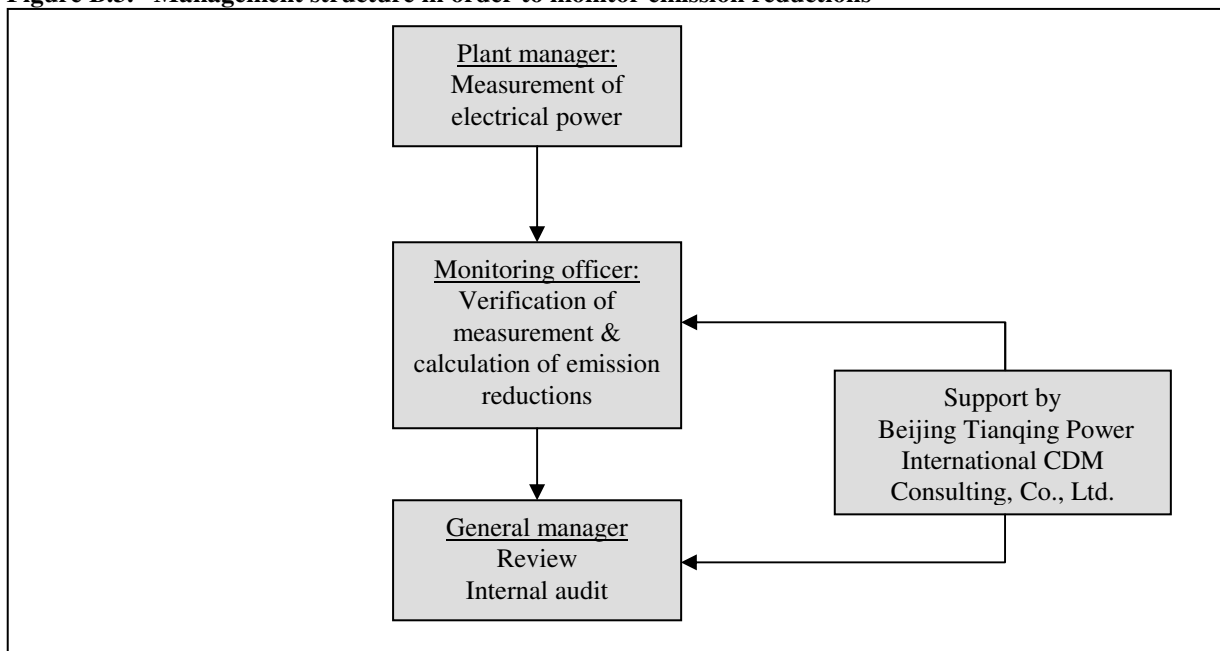 Figure B.3. Management structure in order to monitor emission reductions
Plant manager:
Measurement of
electrical power
Monitoring officer:
Verification of
measurement &
calculation of emission
reductions
Support by
Beijing Tianqing Power
International CDM
Consulting, Co., Ltd.
General manager
Review
Internal audit